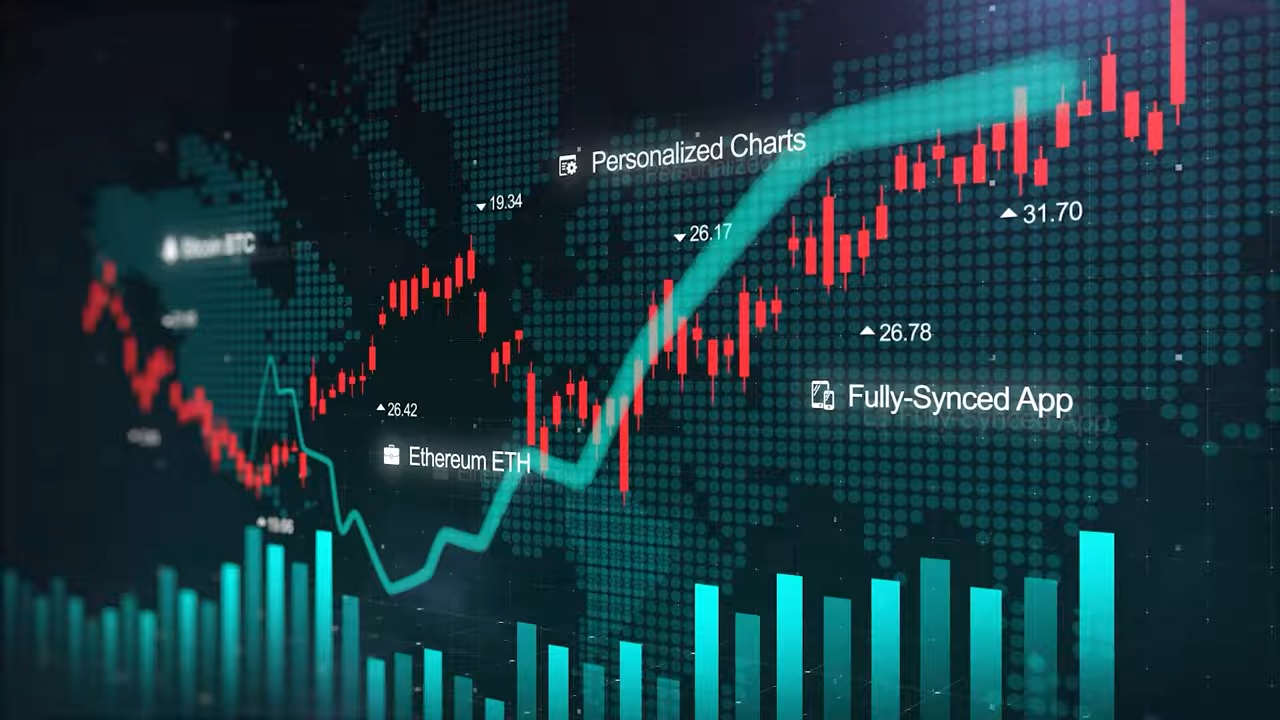 Personalized Charts
19.34
26.17
31.70
Bitcoin BTC
26.78
Fully-Synced App
26.42
Ethereum ETH